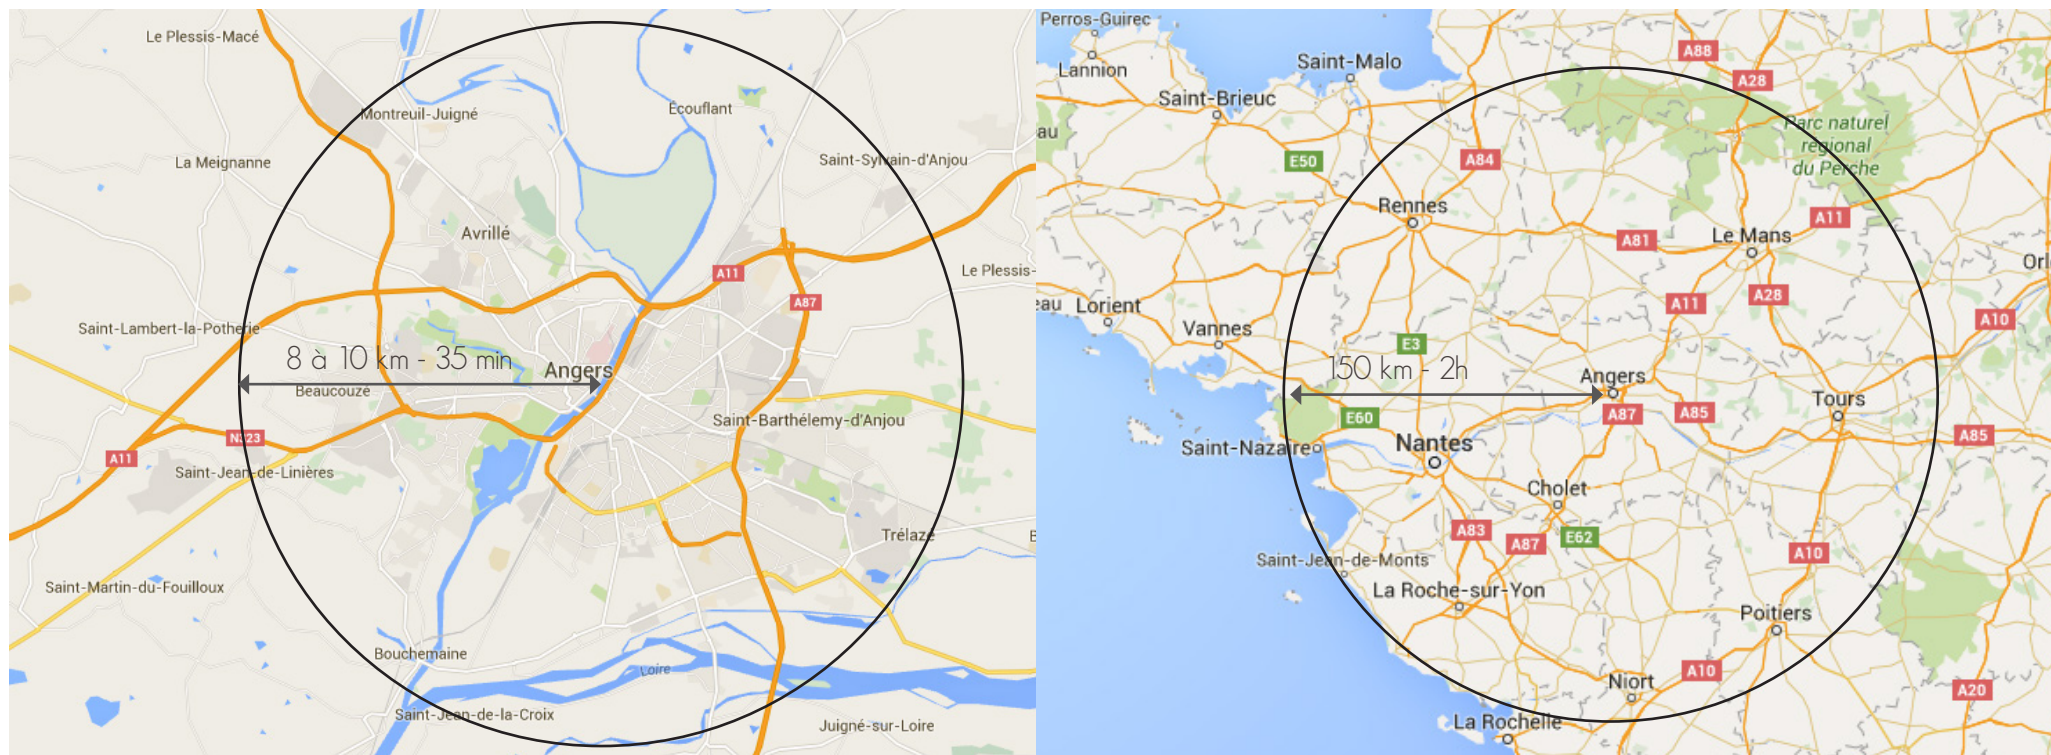 Le Plessis-Macé
Montreuil-Juigné
Écouflant
La Meignanne
Saint-Sylvain-d'Anjou
Avrillé
A11
Le Plessis-
A87
Saint-Lambert-la-Potherie
8 à 10 km - 35 min
Angers
Beaucouzé
Saint-Barthélemy-d'Anjou
N323
A11
Saint-Jean-de-Linières
Trélazé
Saint-Martin-du-Fouilloux
Bouchemaine
Loire
Saint-Jean-de-la-Croix
Juigné-sur-Loire
Perros-Guirec
Lannion
Saint-Malo
A88
A28
Saint-Brieuc
au
Parc naturel
régional
du Perche
E50
A84
Rennes
A11
A81
Le Mans
Orl
eau
Lorient
A11
A28
Vannes
A10
E3
150 km - 2h
Angers
Tours
E60
A87
A85
A85
Saint-Nazaire
Nantes
Cholet
A83
A87
E62
A10
Saint-Jean-de-Monts
La Roche-sur-Yon
Poitiers
Niort
A10
A20
La Rochelle